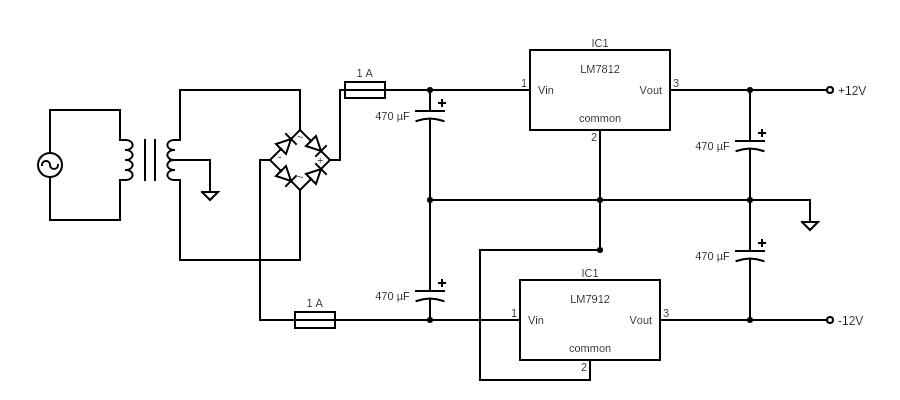 IC1
1 A
LM7812
1
Vin
Vout
3
+12V
470 µF
common
2
470 µF
~
-
+
~
470 µF
IC1
470 µF
1 A
LM7912
1
Vin
Vout
3
-12V
common
2